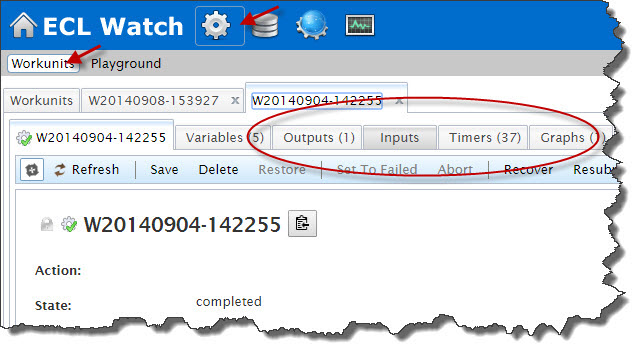 ECL Watch
Workunits Playground
Workunits W20140908-153927 x W20140904-142255 x
W20140904-142255 Variables (5) Outputs (1) Inputs Timers (37) Graphs
Refresh Save Delete Restore Set To Failed Abort Recover Resub
W20140904-142255
Action:
State: completed